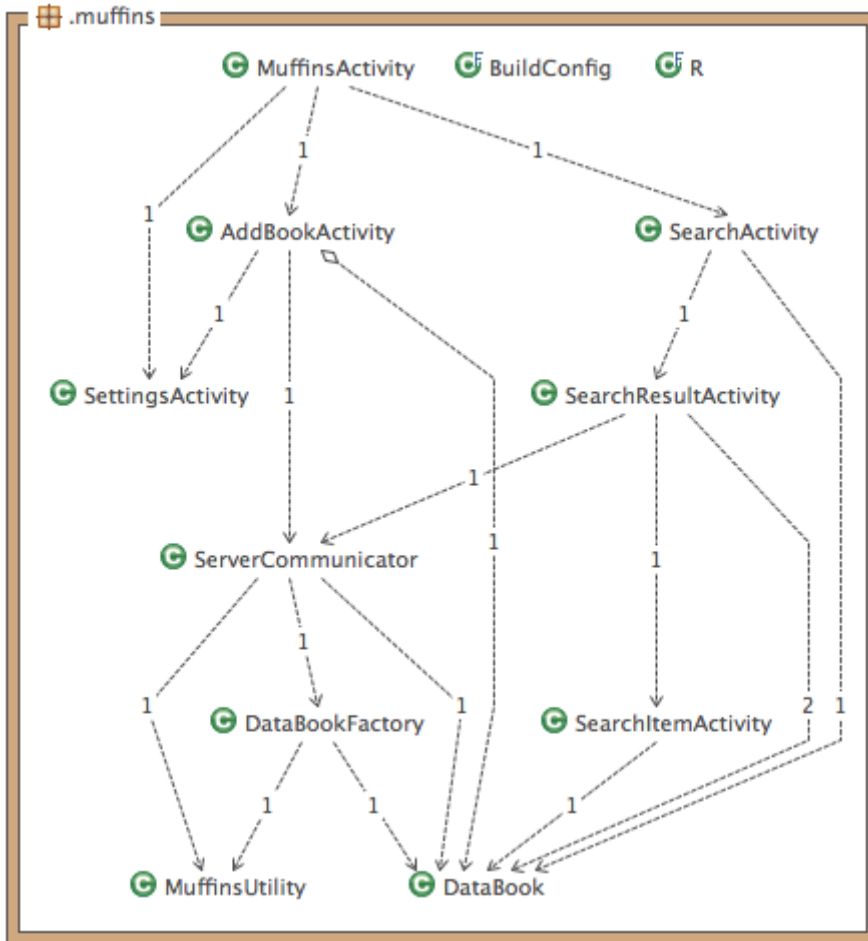 .muffins
MuffinsActivity
BuildConfig
R
1
1
1
AddBookActivity
SearchActivity
1
1
SettingsActivity
1
SearchResultActivity
1
ServerCommunicator
1
1
1
1
1
2
1
DataBookFactory
SearchItemActivity
1
1
1
MuffinsUtility
DataBook